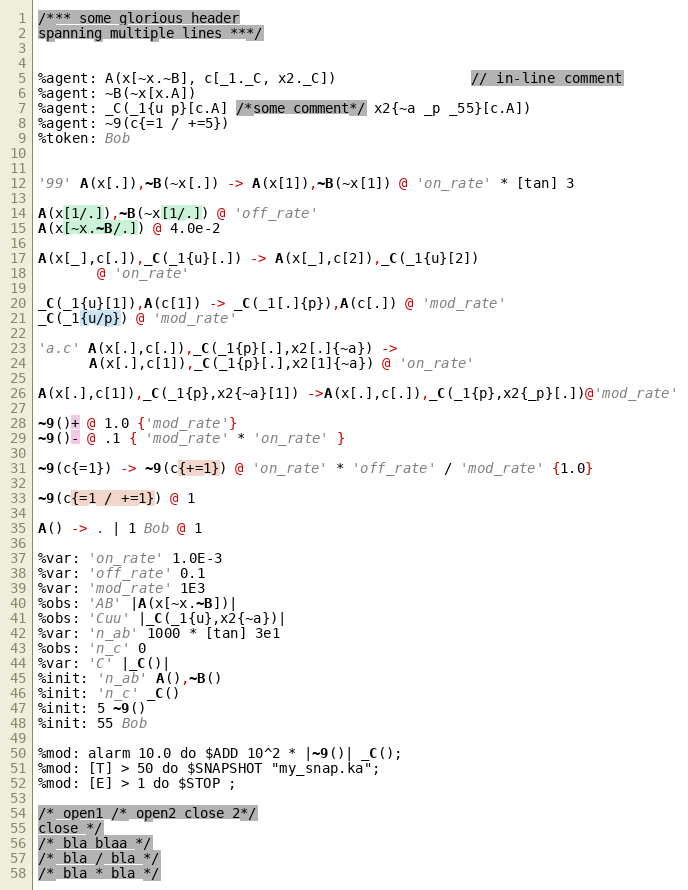 1 /*** some glorious header
2 spanning multiple lines ***/
3
4
5 %agent: A(x[~x.~B], c[_1._C, x2._C]) // in-line comment
6 %agent: ~B(~x[x.A])
7 %agent: _C(_1{u p}[c.A] /*some comment*/ x2{~a _p _55}[c.A])
8 %agent: ~9(c{=1 / +=5})
9 %token: Bob
10
11
12 '99' A(x[.]),~B(~x[.]) -> A(x[1]),~B(~x[1]) @ 'on_rate' * [tan] 3
13
14 A(x[1/.]),~B(~x[1/.]) @ 'off_rate'
15 A(x[~x.~B/.]) @ 4.0e-2
16
17 A(x[_],c[.]),_C(_1{u}[.]) -> A(x[_],c[2]),_C(_1{u}[2])
18 @ 'on_rate'
19
20 _C(_1{u}[1]),A(c[1]) -> _C(_1[.]{p}),A(c[.]) @ 'mod_rate'
21 _C(_1{u/p}) @ 'mod_rate'
22
23 'a.c' A(x[.],c[.]),_C(_1{p}[.],x2[.]{~a}) ->
24 A(x[.],c[1]),_C(_1{p}[.],x2[1]{~a}) @ 'on_rate'
25
26 A(x[.],c[1]),_C(_1{p},x2{~a}[1]) ->A(x[.],c[.]),_C(_1{p},x2{_p}[.])@'mod_rate'
27
28 ~9()+ @ 1.0 {'mod_rate'}
29 ~9()- @ .1 { 'mod_rate' * 'on_rate' }
30
31 ~9(c{=1}) -> ~9(c{+=1}) @ 'on_rate' * 'off_rate' / 'mod_rate' {1.0}
32
33 ~9(c{=1 / +=1}) @ 1
34
35 A() -> . | 1 Bob @ 1
36
37 %var: 'on_rate' 1.0E-3
38 %var: 'off_rate' 0.1
39 %var: 'mod_rate' 1E3
40 %obs: 'AB' |A(x[~x.~B])|
41 %obs: 'Cuu' |_C(_1{u},x2{~a})|
42 %var: 'n_ab' 1000 * [tan] 3e1
43 %obs: 'n_c' 0
44 %var: 'C' |_C()|
45 %init: 'n_ab' A(),~B()
46 %init: 'n_c' _C()
47 %init: 5 ~9()
48 %init: 55 Bob
49
50 %mod: alarm 10.0 do $ADD 10^2 * |~9()| _C();
51 %mod: [T] > 50 do $SNAPSHOT "my_snap.ka";
52 %mod: [E] > 1 do $STOP ;
53
54 /* open1 /* open2 close 2*/
55 close */
56 /* bla blaa */
57 /* bla / bla */
58 /* bla * bla */